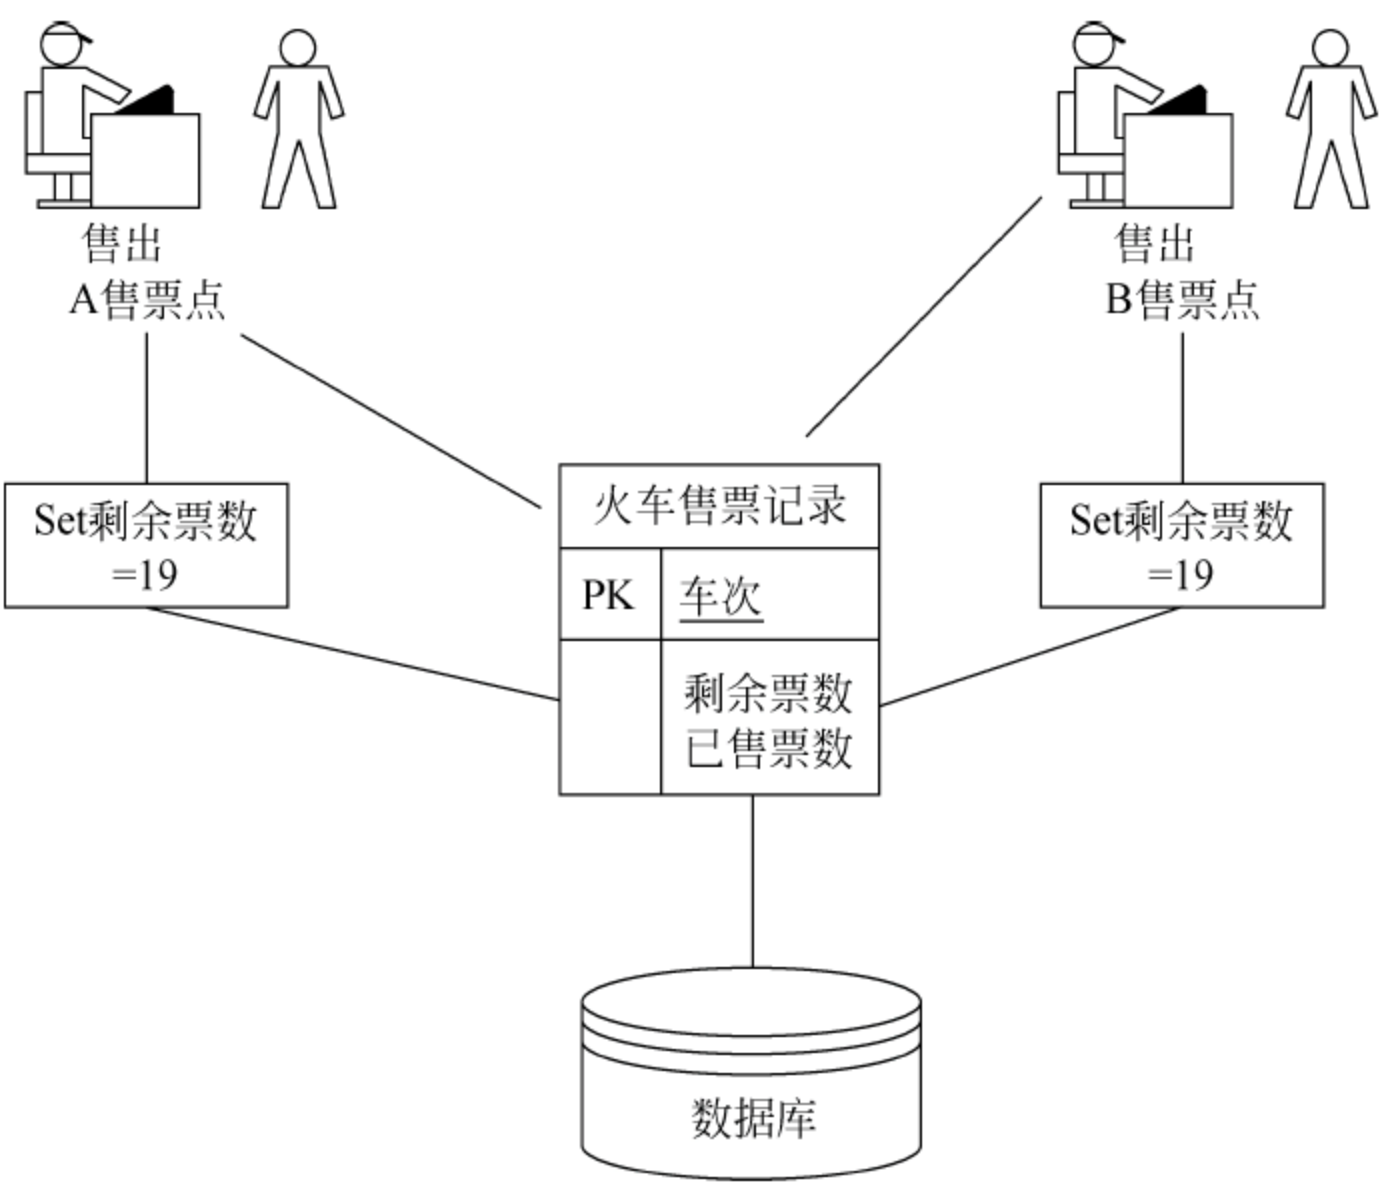 售出
A售票点
售出
B售票点
Set剩余票数
=19
火车售票记录
PK
车次
剩余票数
已售票数
Set剩余票数
=19
数据库